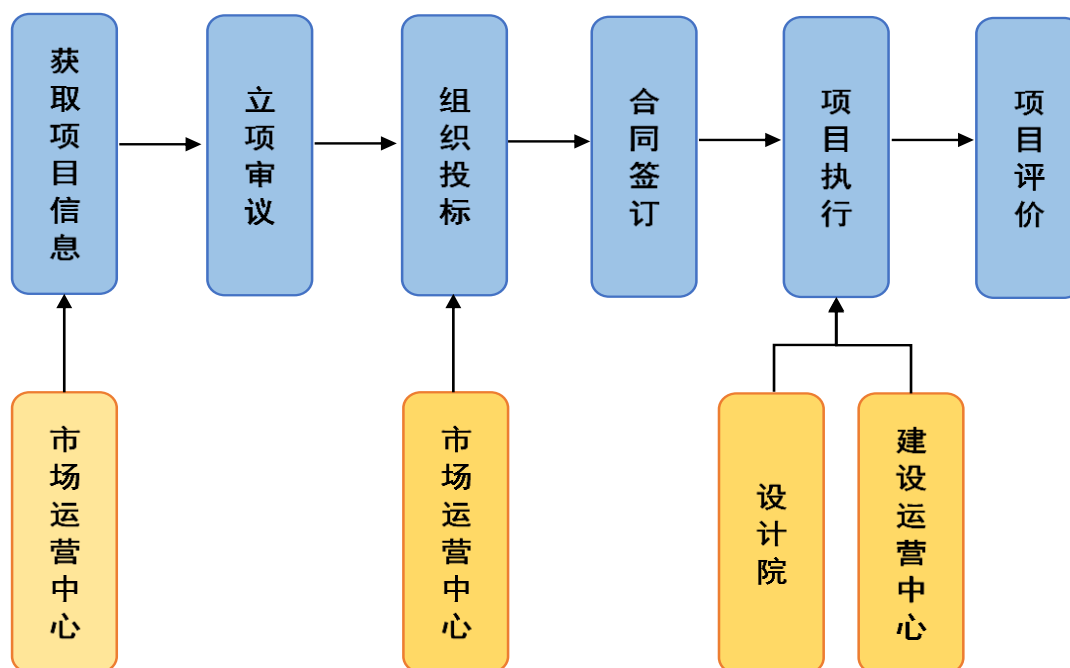 获取项目信息
立项审议
组织投标
合同签订
项目执行
项目评价
市场运营中心
市场运营中心
设计院
建设运营中心